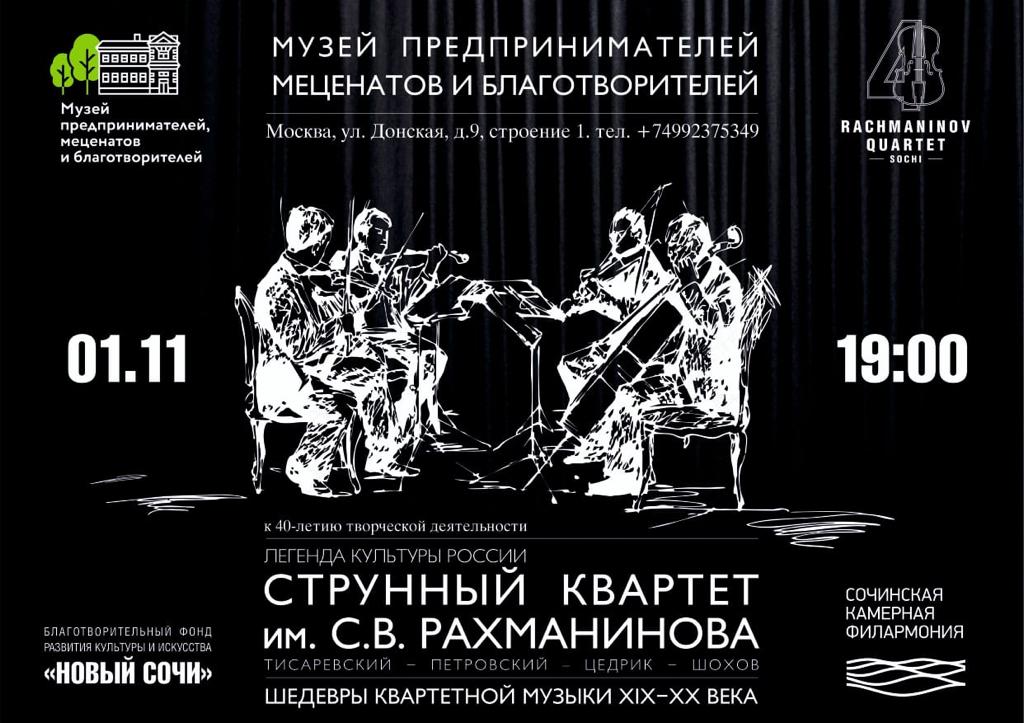 МУЗЕЙ ПРЕДПРИНИМАТЕЛЕЙ
МЕЦЕНАТОВ И БЛАГОТВОРИТЕЛЕЙ
Москва, ул. Донская, д.9, строение 1. тел. +74992375349
Музей
предпринимателей,
меценатов
и благотворителей
4
RACHMANINOV
QUARTET
SOCHI
01.11
19:00
к 40-летию творческой деятельности
ЛЕГЕНДА КУЛЬТУРЫ РОССИИ
СТРУННЫЙ КВАРТЕТ
им. С.В. РАХМАНИНОВА
ТИСАРЕВСКИЙ – ПЕТРОВСКИЙ – ЦЕДРИК – ШОХОВ
ШЕДЕВРЫ КВАРТЕТНОЙ МУЗЫКИ XIX–XX ВЕКА
БЛАГОТВОРИТЕЛЬНЫЙ ФОНД
РАЗВИТИЯ КУЛЬТУРЫ И ИСКУССТВА
«НОВЫЙ СОЧИ»
СОЧИНСКАЯ
КАМЕРНАЯ
ФИЛАРМОНИЯ